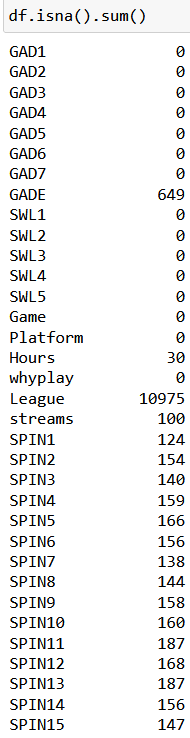 df.isna().sum()
GAD1 0
GAD2 0
GAD3 0
GAD4 0
GAD5 0
GAD6 0
GAD7 0
GADE 649
SWL1 0
SWL2 0
SWL3 0
SWL4 0
SWL5 0
Game 0
Platform 0
Hours 30
whyplay 0
League 10975
streams 100
SPIN1 124
SPIN2 154
SPIN3 140
SPIN4 159
SPIN5 166
SPIN6 156
SPIN7 138
SPIN8 144
SPIN9 158
SPIN10 160
SPIN11 187
SPIN12 168
SPIN13 187
SPIN14 156
SPIN15 147